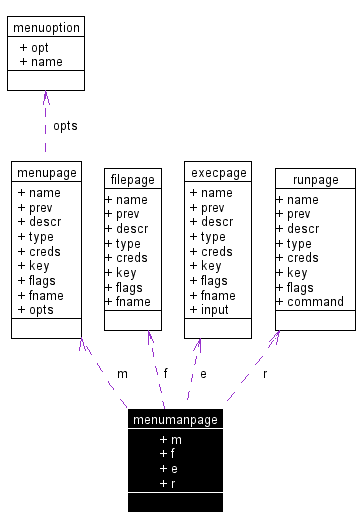 menuoption
+ opt
+ name
opts
menupage
+ name
+ prev
+ descr
+ type
+ creds
+ key
+ flags
+ fname
+ opts
filepage
+ name
+ prev
+ descr
+ type
+ creds
+ key
+ flags
+ fname
execpage
+ name
+ prev
+ descr
+ type
+ creds
+ key
+ flags
+ fname
+ input
runpage
+ name
+ prev
+ descr
+ type
+ creds
+ key
+ flags
+ command
m
f
e
r
menumanpage
+ m
+ f
+ e
+ r